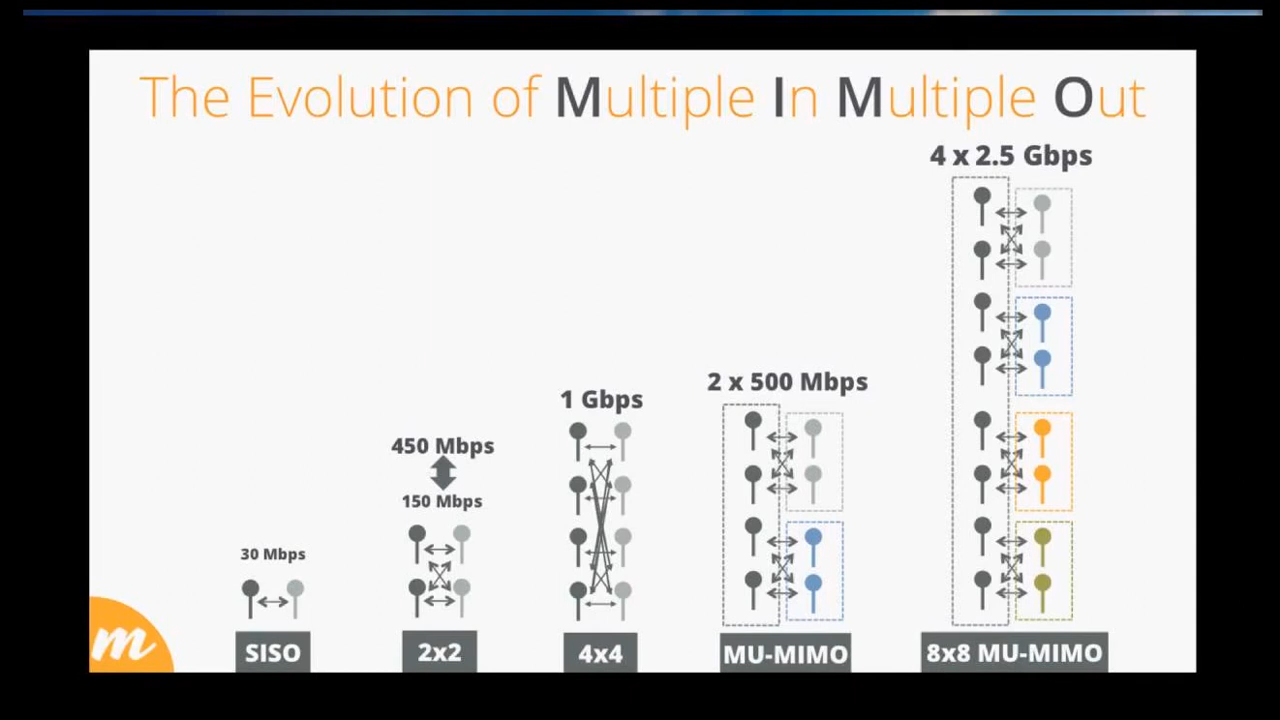 The Evolution of Multiple In Multiple Out
4 x 2.5 Gbps
2 x 500 Mbps
1 Gbps
450 Mbps
150 Mbps
30 Mbps
m
SISO
2x2
4x4
MU-MIMO
8x8 MU-MIMO